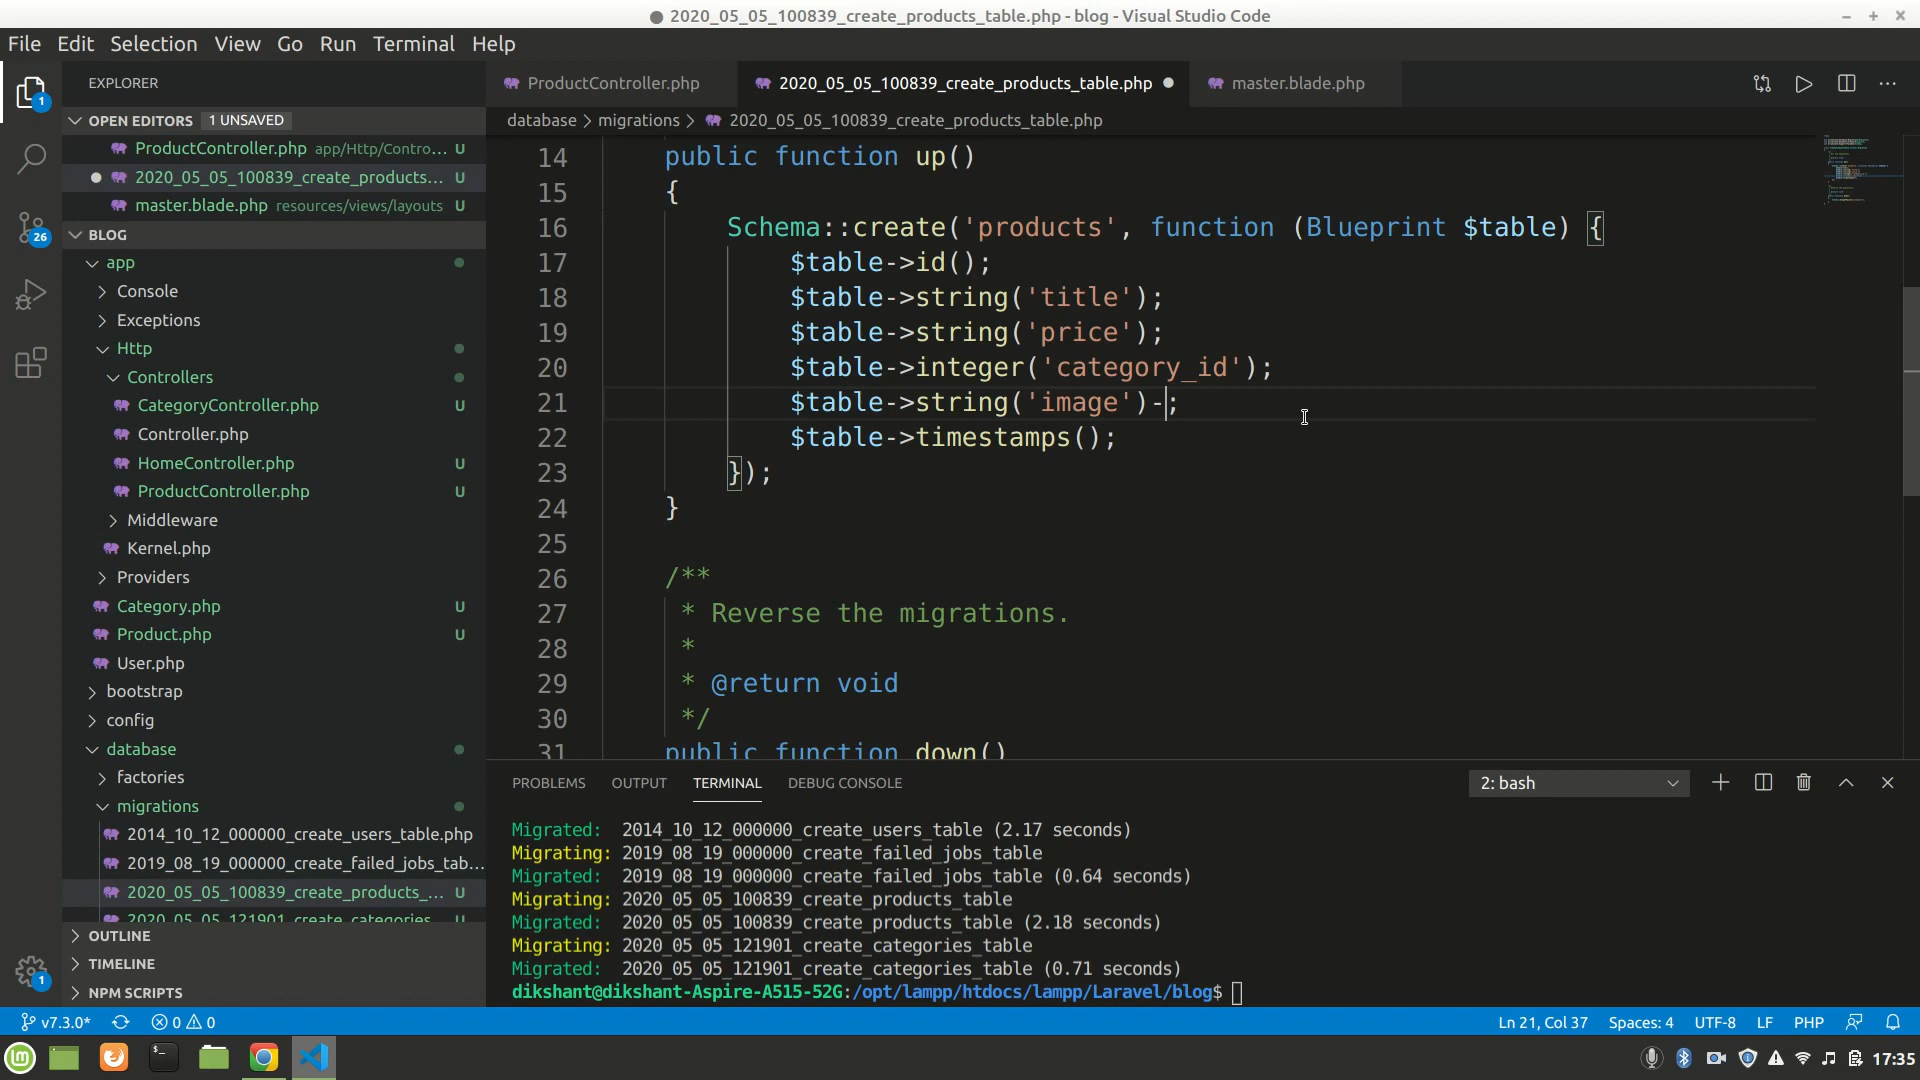 2020_05_05_100839_create_products_table.php - blog - Visual Studio Code
File Edit Selection View Go Run Terminal Help
EXPLORER
OPEN EDITORS 1 UNSAVED
ProductController.php app/Http/Contro... U
2020_05_05_100839_create_products... U
master.blade.php resources/views/layouts U
BLOG
app
Console
Exceptions
Http
Controllers
CategoryController.php U
Controller.php
HomeController.php U
ProductController.php U
Middleware
Kernel.php
Providers
Category.php U
Product.php U
User.php
bootstrap
config
database
factories
migrations
2014_10_12_000000_create_users_table.php
2019_08_19_000000_create_failed_jobs_tab...
2020_05_05_100839_create_products_... U
2020_05_05_121901_create_categories U
OUTLINE
TIMELINE
NPM SCRIPTS
1
26
1
ProductController.php 2020_05_05_100839_create_products_table.php master.blade.php
database > migrations > 2020_05_05_100839_create_products_table.php
14 public function up()
15 {
16 Schema::create('products', function (Blueprint $table) {
17 $table->id();
18 $table->string('title');
19 $table->string('price');
20 $table->integer('category_id');
21 $table->string('image')-;
22 $table->timestamps();
23 });
24 }
25
26 /**
27 * Reverse the migrations.
28 *
29 * @return void
30 */
31 public function down()
PROBLEMS OUTPUT TERMINAL DEBUG CONSOLE 2: bash
Migrated: 2014_10_12_000000_create_users_table (2.17 seconds)
Migrating: 2019_08_19_000000_create_failed_jobs_table
Migrated: 2019_08_19_000000_create_failed_jobs_table (0.64 seconds)
Migrating: 2020_05_05_100839_create_products_table
Migrated: 2020_05_05_100839_create_products_table (2.18 seconds)
Migrating: 2020_05_05_121901_create_categories_table
Migrated: 2020_05_05_121901_create_categories_table (0.71 seconds)
dikshant@dikshant-Aspire-A515-52G:/opt/lampp/htdocs/lampp/Laravel/blog$
v7.3.0* 0 0 Ln 21, Col 37 Spaces: 4 UTF-8 LF PHP
17:35